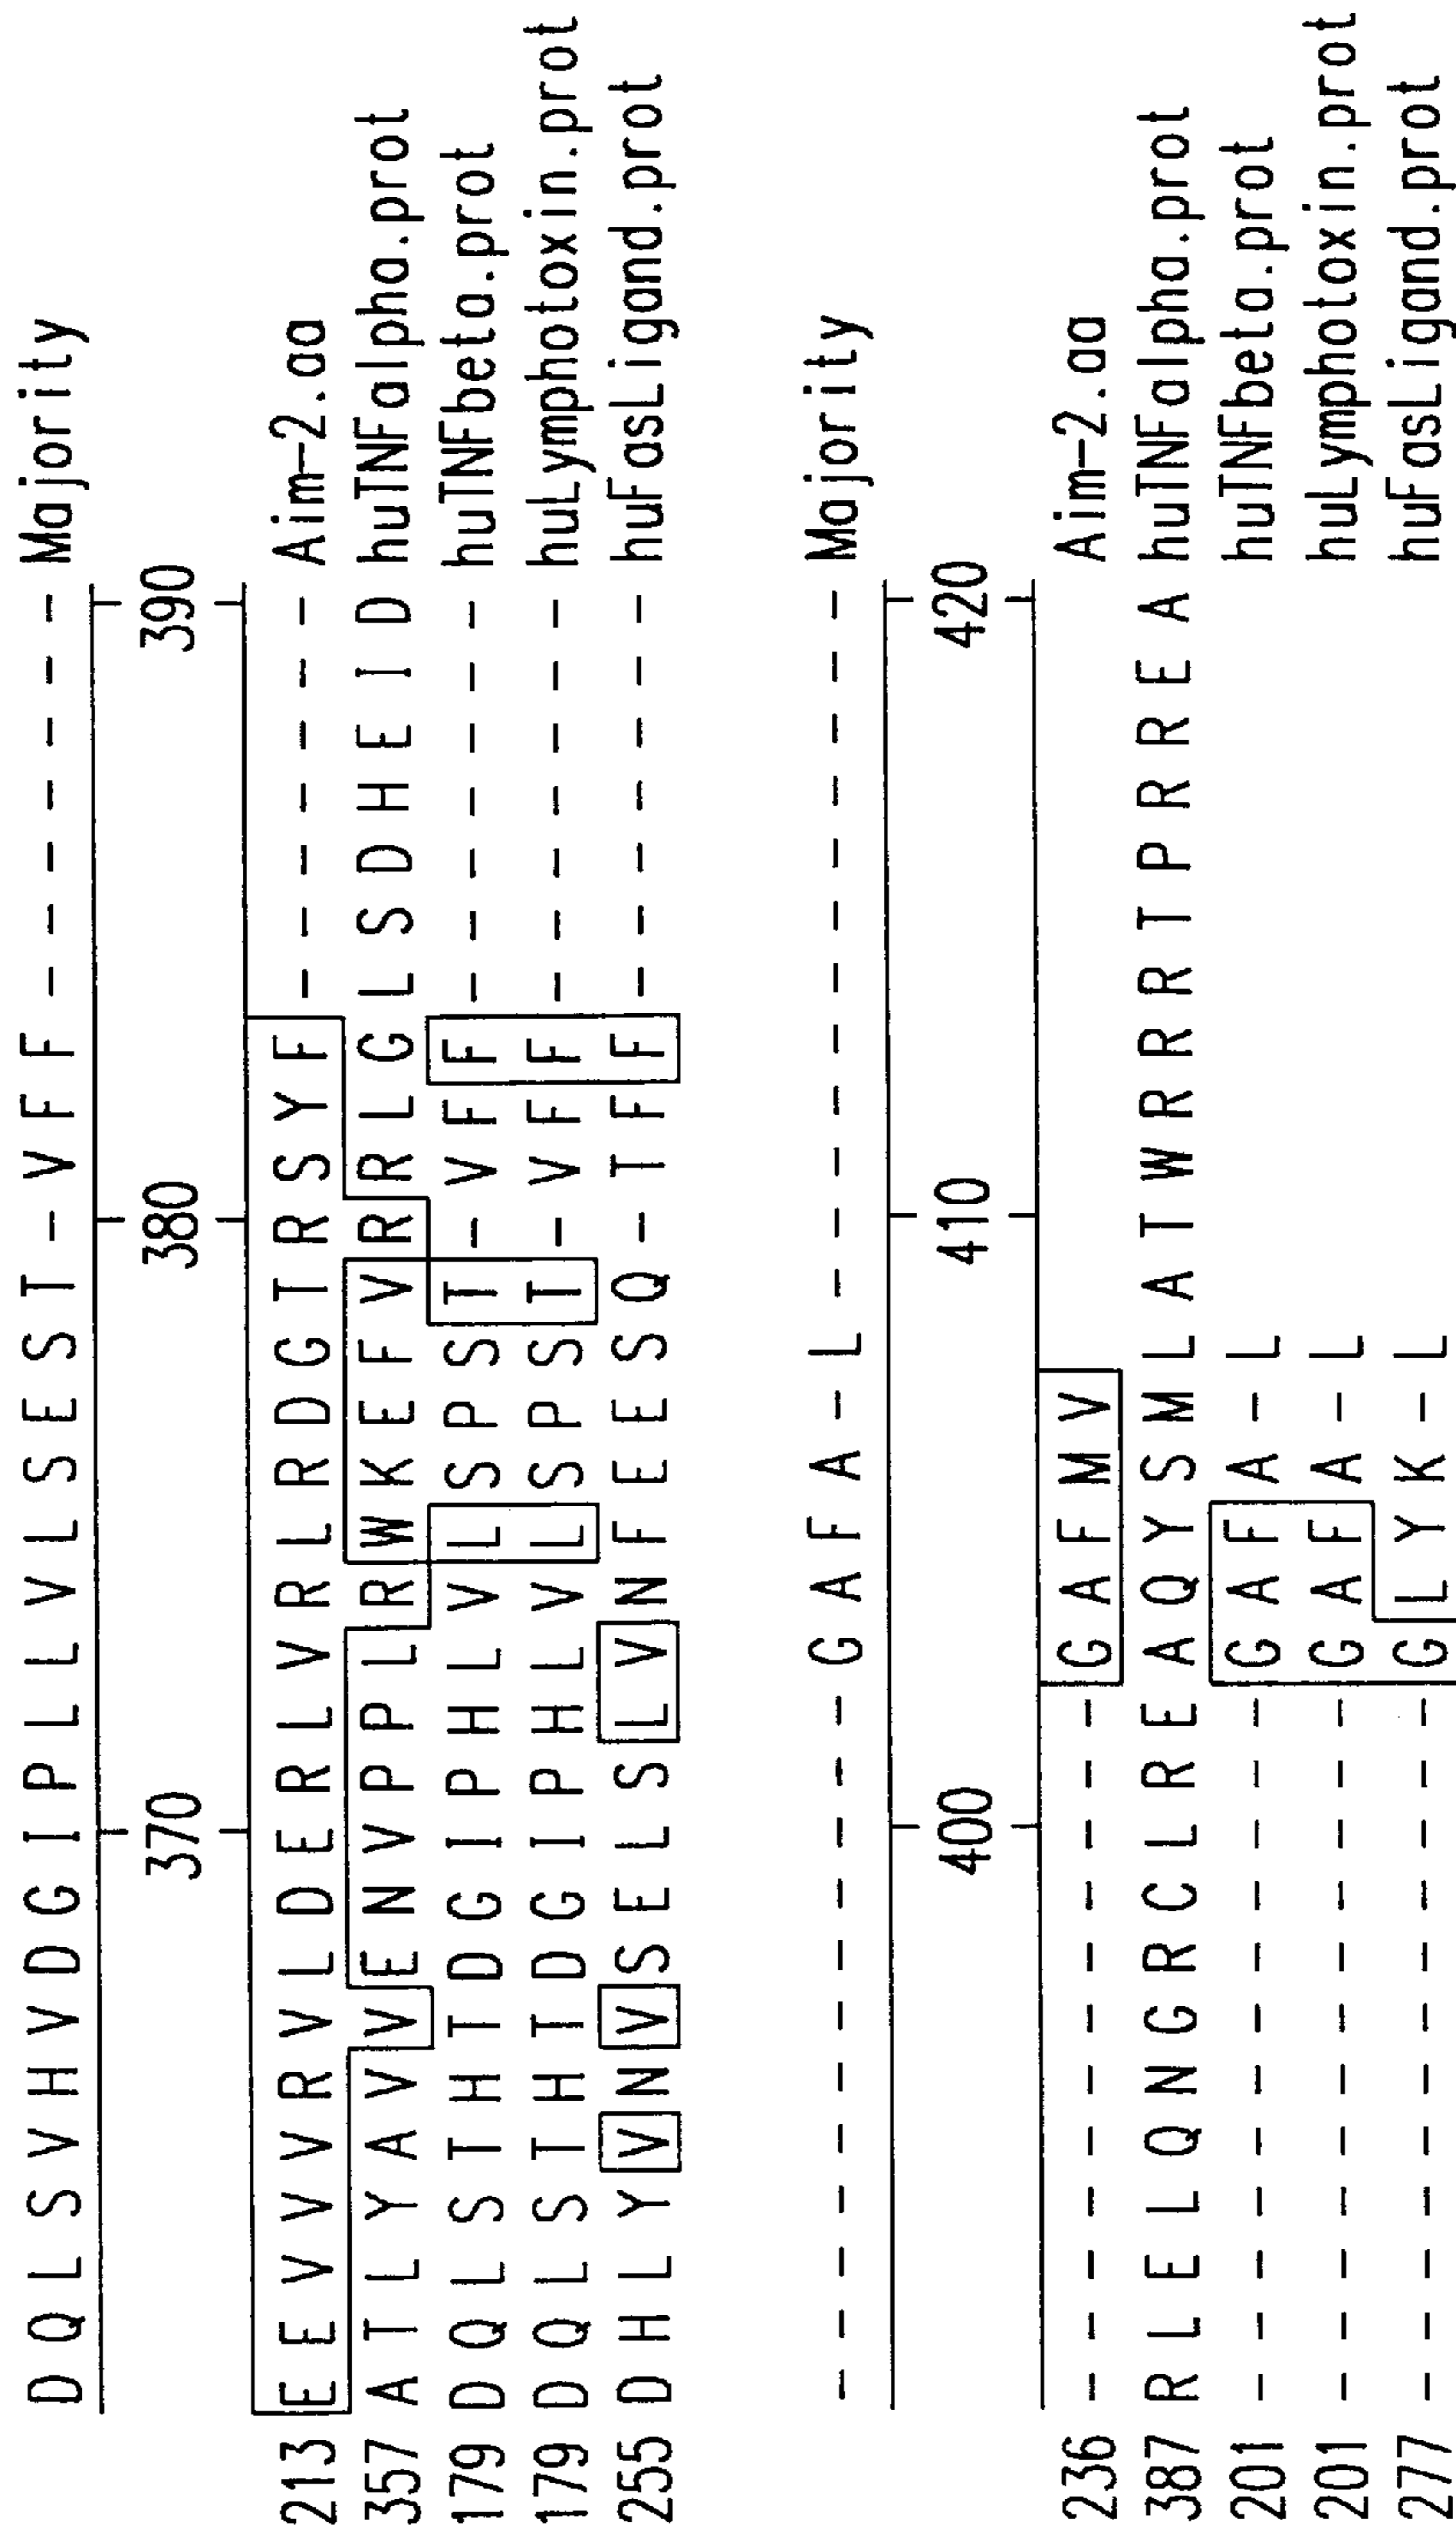 D Q L S V H V D G I P L L V L S E S T - V F F - - - - - - - Majority
370 380 390
213 E E V V V R V L D E R L V R L R D G T R S Y F - - - - - - - Aim-2.aa
357 A T L Y A V V E N V P P L R W K E F V R R L G L S D H E I D huTNFalpha.prot
179 D Q L S T H T D G I P H L V L S P S T - V F F - - - - - - - huTNFbeta.prot
179 D Q L S T H T D G I P H L V L S P S T - V F F - - - - - - - huLymphotoxin.prot
255 D H L Y V N V S E L S L V N F E E S Q - T F F - - - - - - - huFasLigand.prot
- - - - - - - - - - - - G A F A - L - - - - - - - - - - - - Majority
400 410 420
236 - - - - - - - - - - - - G A F M V Aim-2.aa
387 R L E L Q N G R C L R E A Q Y S M L A T W R R R T P R R E A huTNFalpha.prot
201 - - - - - - - - - - - - G A F A - L huTNFbeta.prot
201 - - - - - - - - - - - - G A F A - L huLymphotoxin.prot
277 - - - - - - - - - - - - G L Y K - L huFasLigand.prot